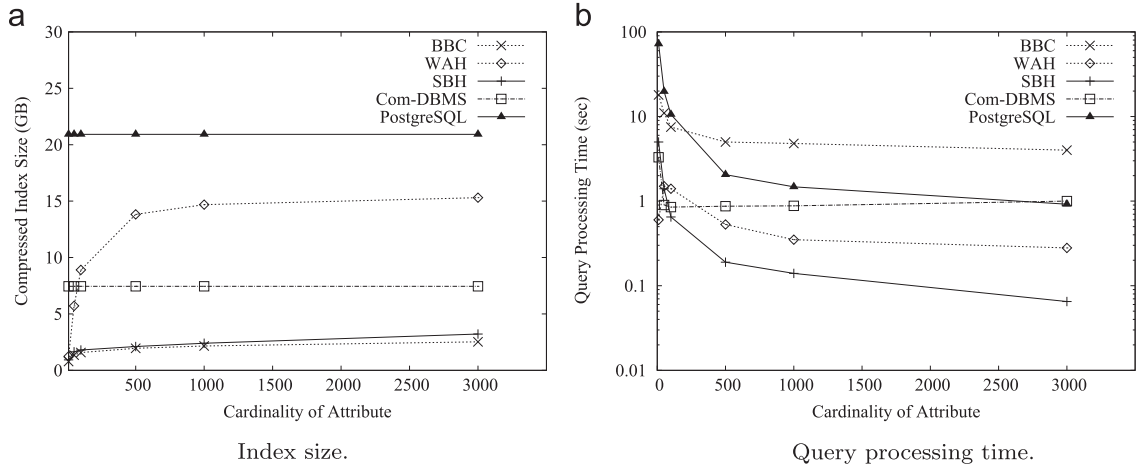 a
30
25
20
15
10
5
0
500
1000
1500
2000
2500
3000
Compressed Index Size (GB)
Cardinality of Attribute
BBC
WAH
SBH
Com-DBMS
PostgreSQL
Index size.
b
100
10
1
0.1
0.01
0
500
1000
1500
2000
2500
3000
Query Processing Time (sec)
Cardinality of Attribute
BBC
WAH
SBH
Com-DBMS
PostgreSQL
Query processing time.